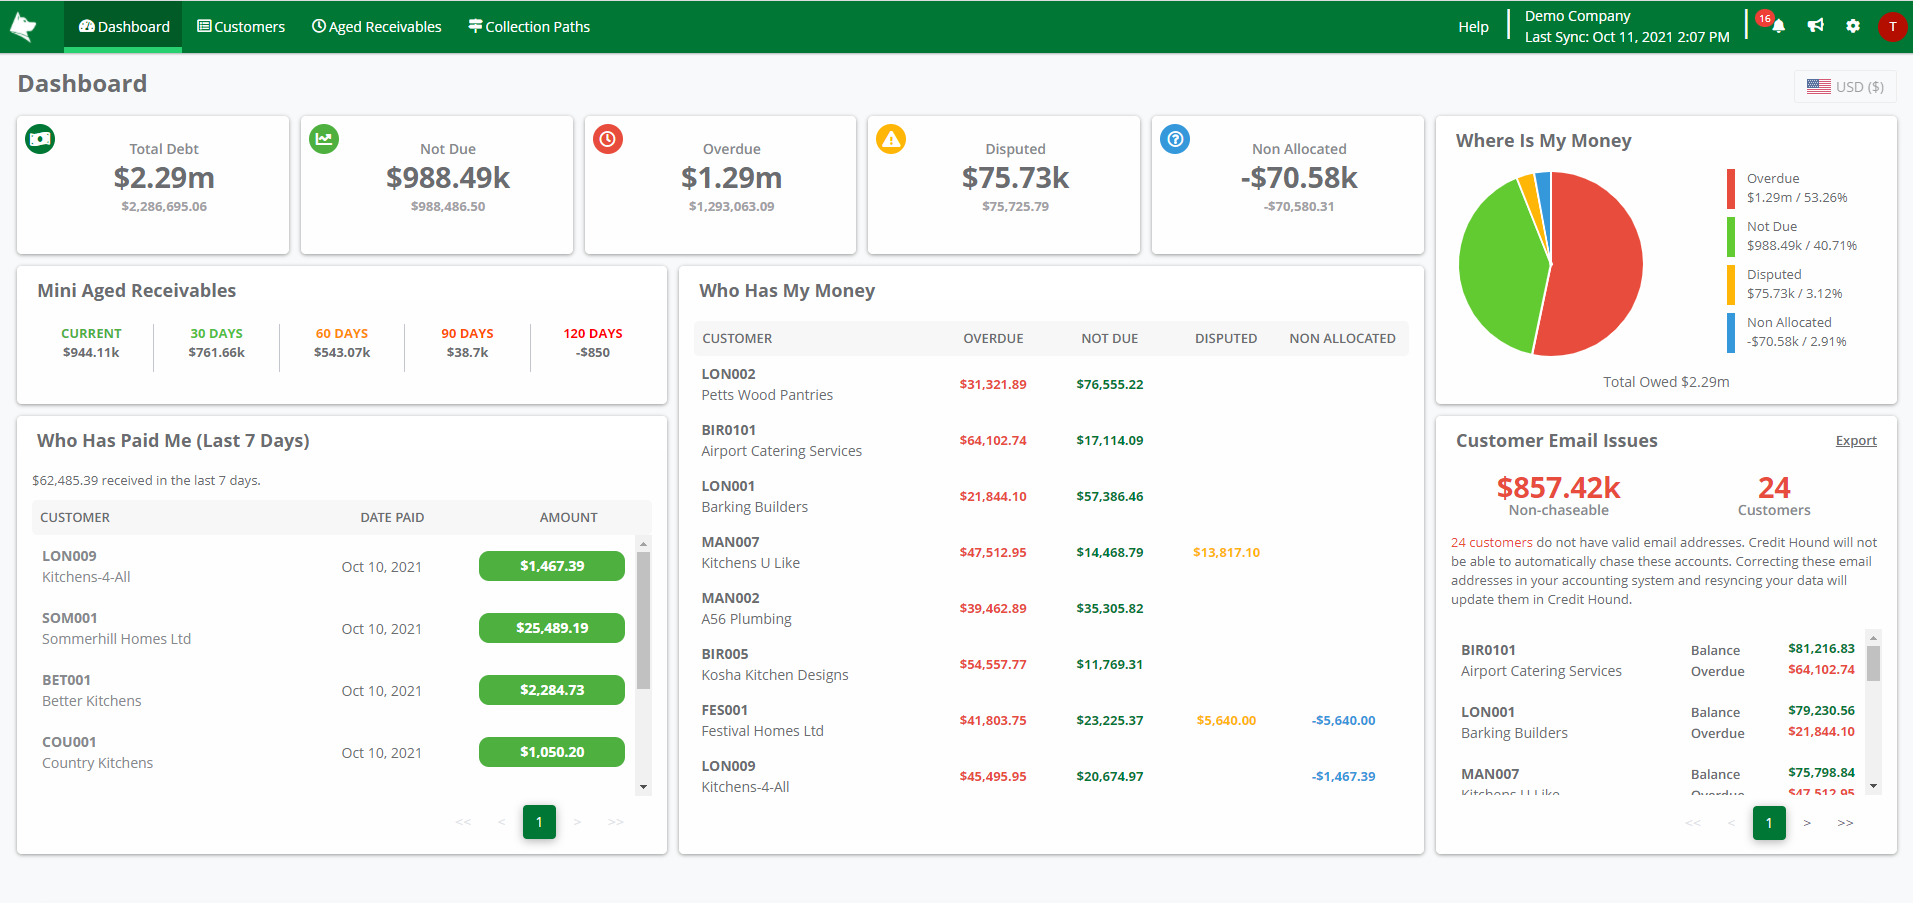 Dashboard
Customers
Aged Receivables
Collection Paths
Help
Demo Company
Last Sync: Oct 11, 2021 2:07 PM
16
T
Dashboard
USD ($)
Total Debt
$2.29m
$2,286,695.06
Not Due
$988.49k
$988,486.50
Overdue
$1.29m
$1,293,063.09
Disputed
$75.73k
$75,725.79
Non Allocated
-$70.58k
-$70,580.31
Where Is My Money
Overdue
$1.29m / 53.26%
Not Due
$988.49k / 40.71%
Disputed
$75.73k / 3.12%
Non Allocated
-$70.58k / 2.91%
Total Owed $2.29m
Mini Aged Receivables
CURRENT 30 DAYS 60 DAYS 90 DAYS 120 DAYS
$944.11k $761.66k $543.07k $38.7k -$850
Who Has Paid Me (Last 7 Days)
$62,485.39 received in the last 7 days.
CUSTOMER DATE PAID AMOUNT
LON009
Kitchens-4-All
Oct 10, 2021
$1,467.39
SOM001
Sommerhill Homes Ltd
Oct 10, 2021
$25,489.19
BET001
Better Kitchens
Oct 10, 2021
$2,284.73
COU001
Country Kitchens
Oct 10, 2021
$1,050.20
<< < 1 > >>
Who Has My Money
CUSTOMER OVERDUE NOT DUE DISPUTED NON ALLOCATED
LON002
Petts Wood Pantries
$31,321.89 $76,555.22
BIR0101
Airport Catering Services
$64,102.74 $17,114.09
LON001
Barking Builders
$21,844.10 $57,386.46
MAN007
Kitchens U Like
$47,512.95 $14,468.79 $13,817.10
MAN002
A56 Plumbing
$39,462.89 $35,305.82
BIR005
Kosha Kitchen Designs
$54,557.77 $11,769.31
FES001
Festival Homes Ltd
$41,803.75 $23,225.37 $5,640.00 -$5,640.00
LON009
Kitchens-4-All
$45,495.95 $20,674.97 -$1,467.39
Customer Email Issues
Export
$857.42k
Non-chaseable
24
Customers
24 customers do not have valid email addresses. Credit Hound will not
be able to automatically chase these accounts. Correcting these email
addresses in your accounting system and resyncing your data will
update them in Credit Hound.
BIR0101
Airport Catering Services
Balance $81,216.83
Overdue $64,102.74
LON001
Barking Builders
Balance $79,230.56
Overdue $21,844.10
MAN007
Kitchens U Like
Balance $75,798.84
Overdue $47,512.95
<< < 1 > >>